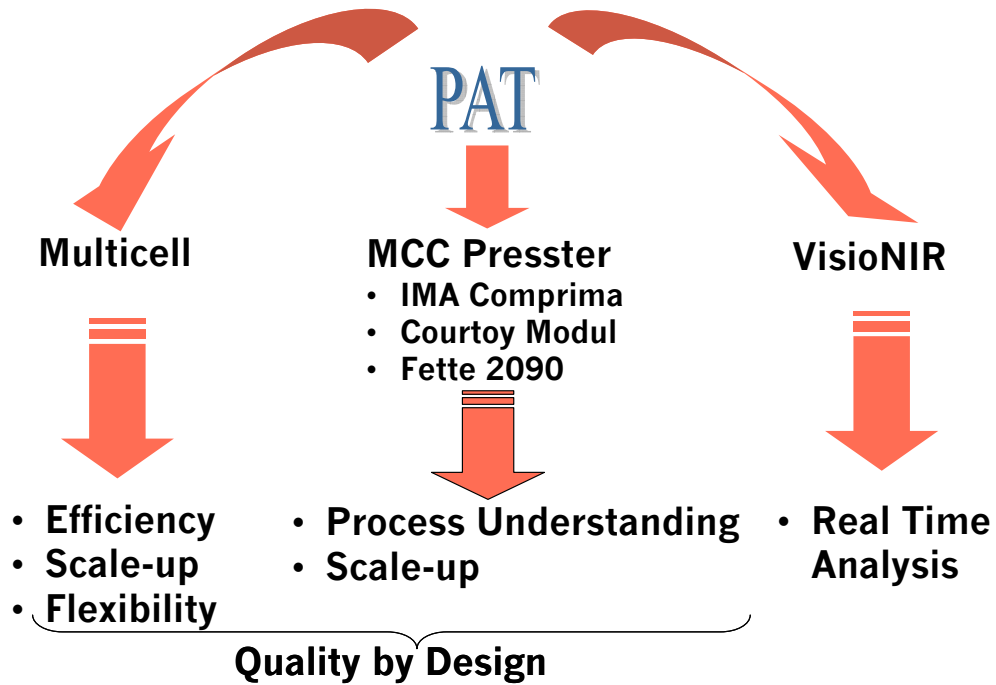 PAT
Multicell
MCC Presster
• IMA Comprima
• Courtoy Modul
• Fette 2090
VisioNIR
• Efficiency
• Scale-up
• Flexibility
• Process Understanding
• Scale-up
• Real Time
Analysis
Quality by Design